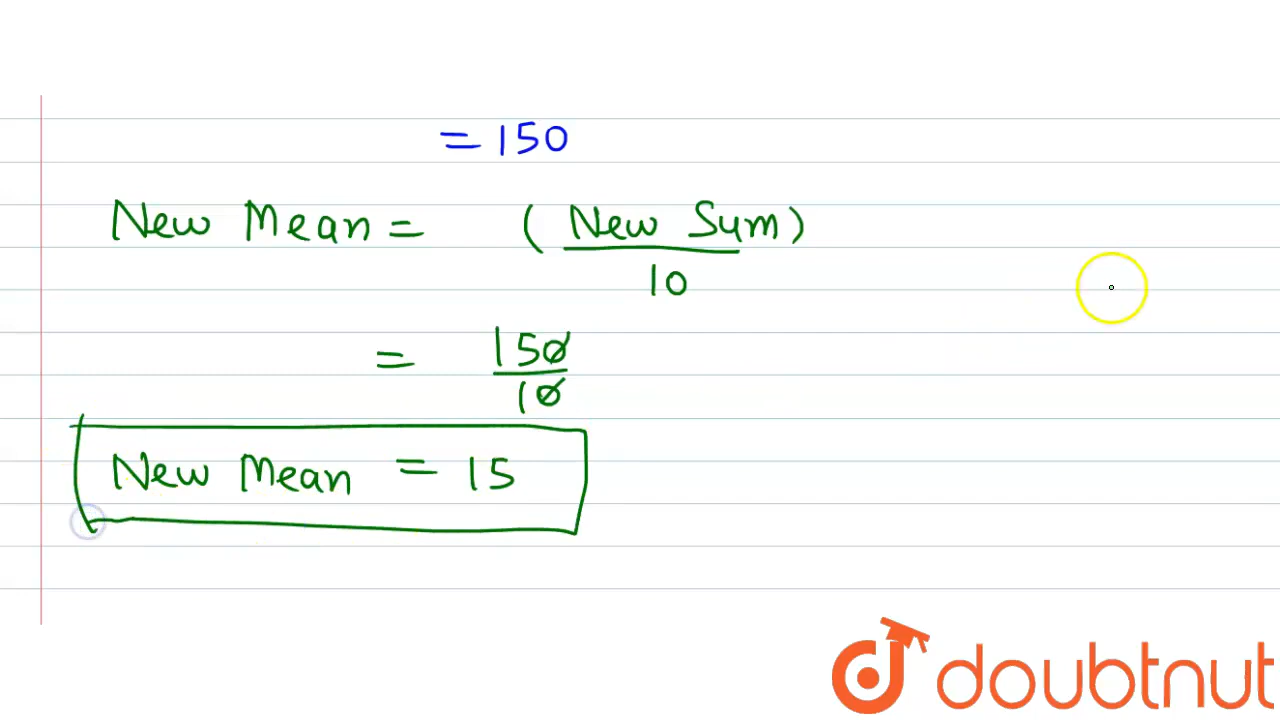 = 150
New Mean = (New Sum)
10
= 150
10
New Mean = 15
doubtnut